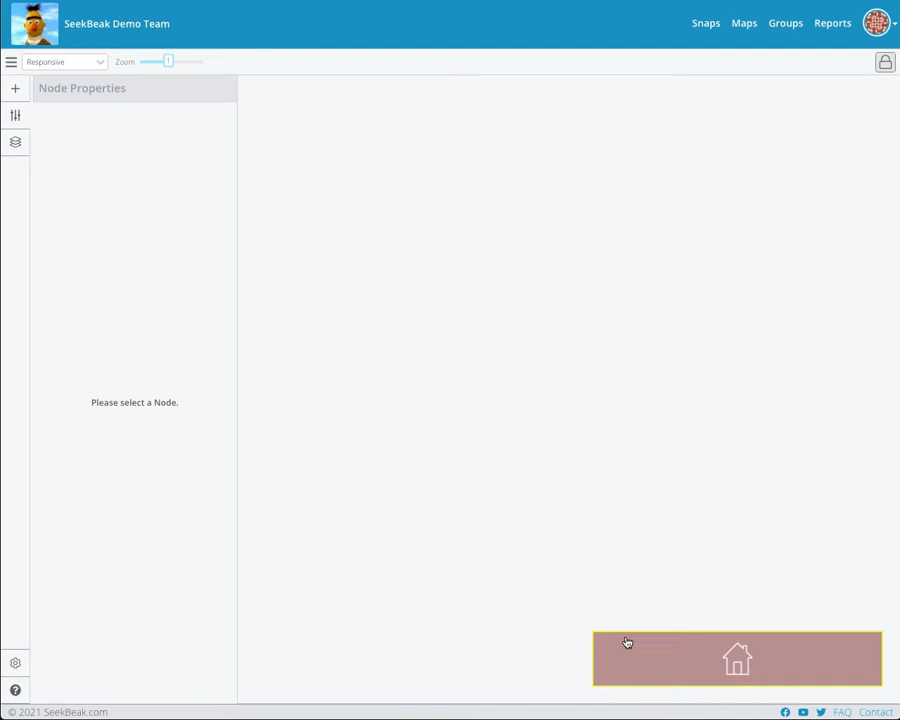 SeekBeak Demo Team
Snaps Maps Groups Reports
Responsive
Zoom
1
Node Properties
Please select a Node.
© 2021 SeekBeak.com
FAQ Contact